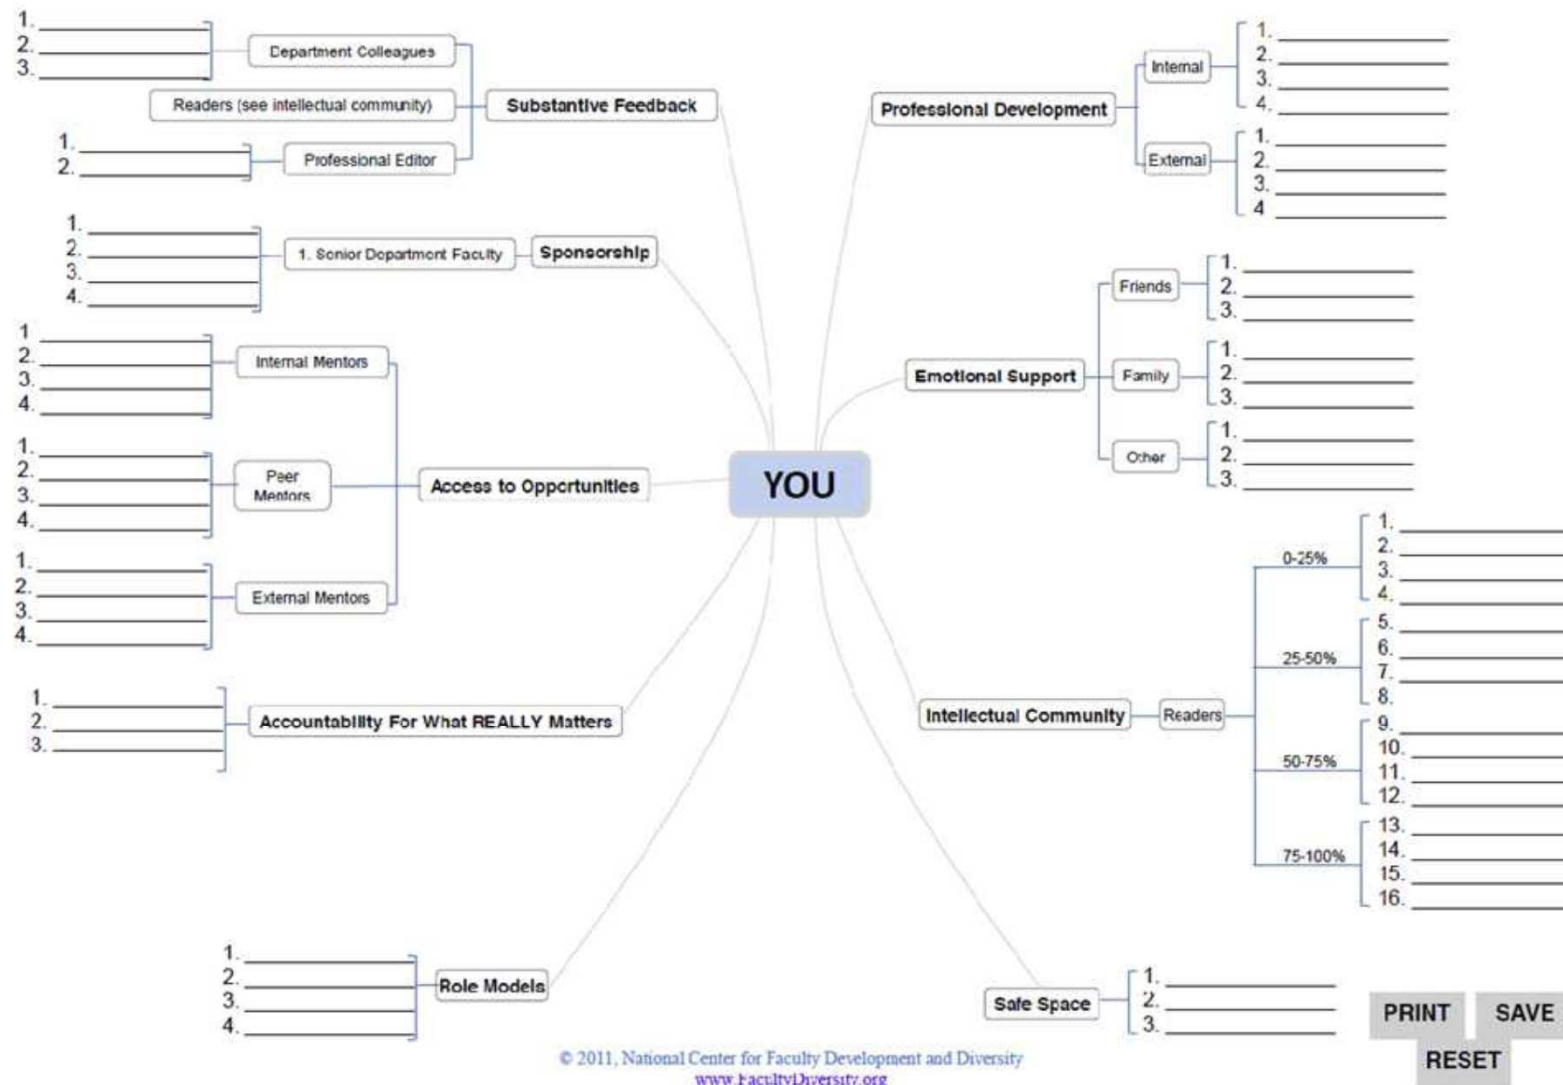 1.
2.
3.
Department Colleagues
Readers (see intellectual community)
Substantive Feedback
1.
2.
Professional Editor
1.
2.
3.
4.
1. Senior Department Faculty
Sponsorship
1
2.
3.
4.
Internal Mentors
1.
2.
3.
4.
Peer
Mentors
Access to Opportunities
1.
2.
3.
4.
External Mentors
1.
2.
3.
Accountability For What REALLY Matters
1.
2.
3.
4.
Role Models
YOU
Professional Development
Internal
1.
2.
3.
4.
External
1.
2.
3.
4
Emotional Support
Friends
1.
2.
3.
Family
1.
2.
3.
Other
1.
2.
3.
Intellectual Community
Readers
0-25%
1.
2.
3.
4.
25-50%
5.
6.
7.
8.
50-75%
9.
10.
11.
12.
75-100%
13.
14.
15.
16.
Safe Space
1.
2.
3.
PRINT
SAVE
RESET
© 2011, National Center for Faculty Development and Diversity
www.FacultyDiversity.org